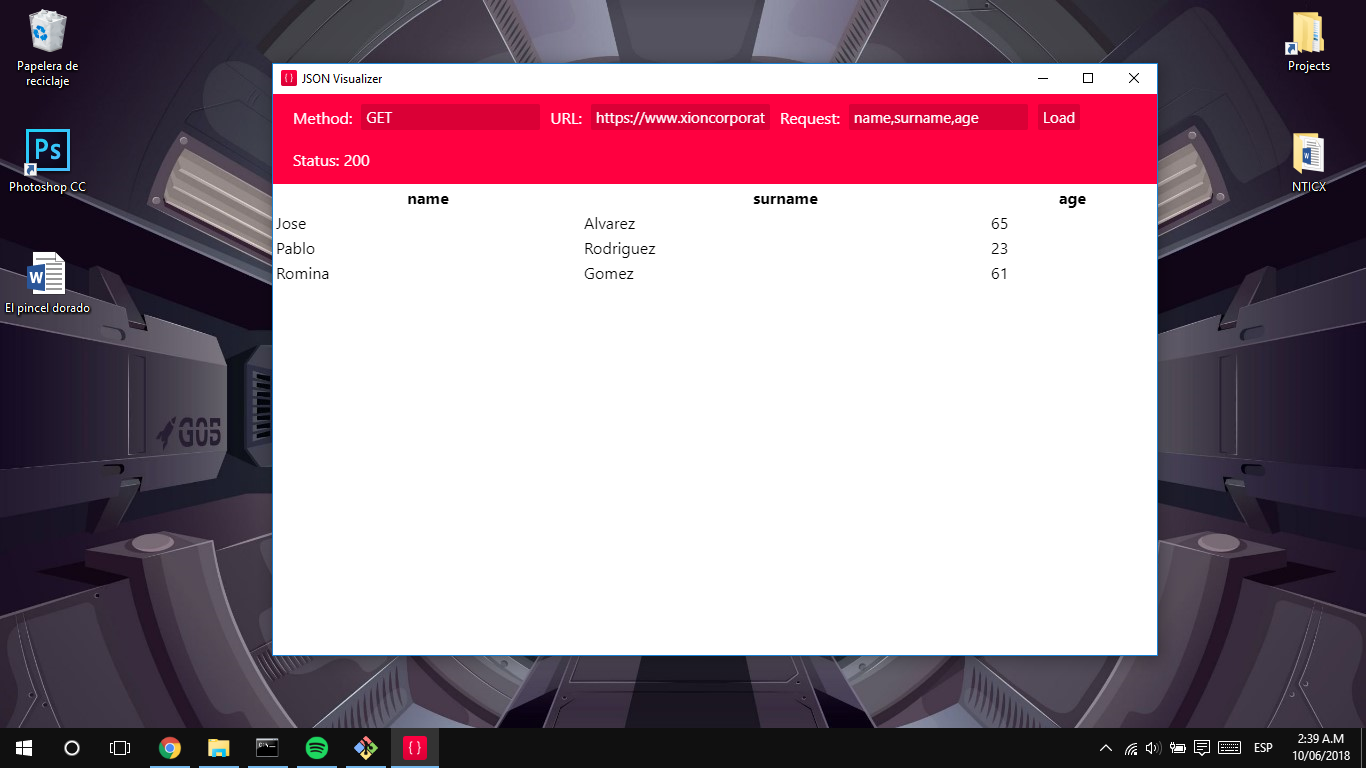 Papelera de
reciclaje
Ps
Photoshop CC
W
El pincel dorado
Projects
W
NTICX
{ } JSON Visualizer
Method: GET URL: https://www.xioncorporat Request: name,surname,age Load
Status: 200
name surname age
Jose Alvarez 65
Pablo Rodriguez 23
Romina Gomez 61
G05
{ }
ESP
2:39 A.M
10/06/2018